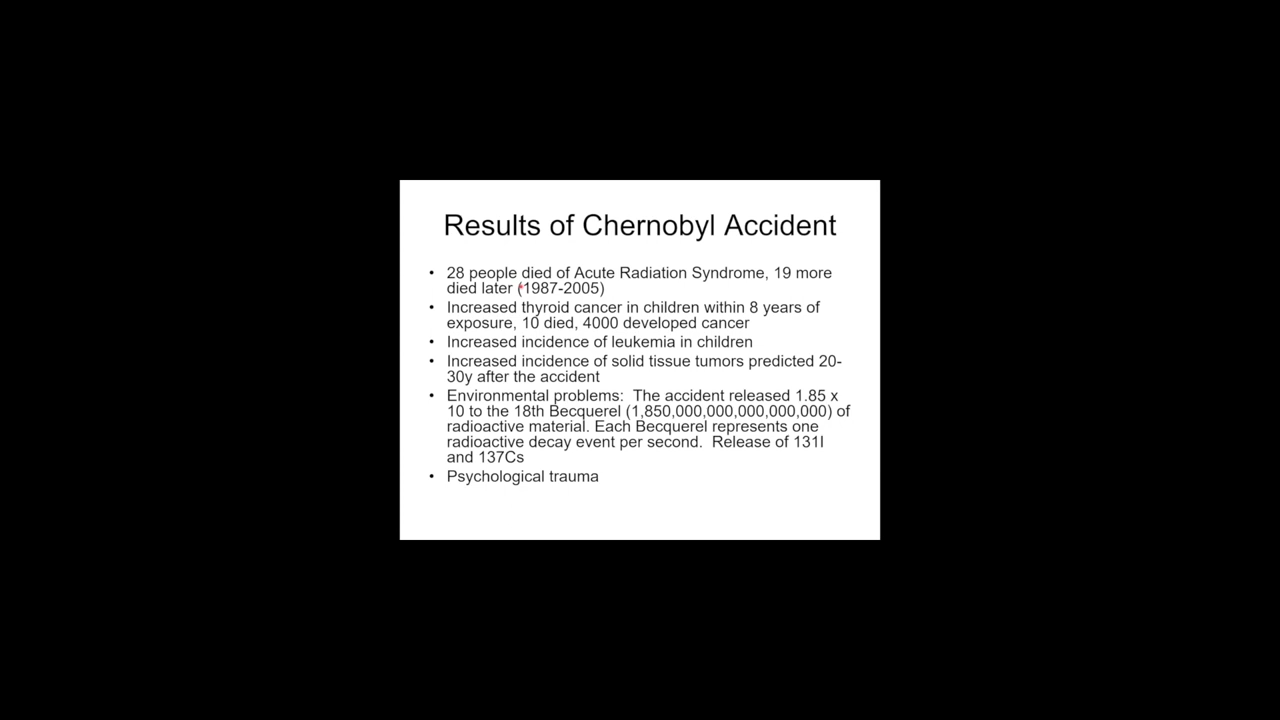 Results of Chernobyl Accident
• 28 people died of Acute Radiation Syndrome, 19 more
died later (1987-2005)
• Increased thyroid cancer in children within 8 years of
exposure, 10 died, 4000 developed cancer
• Increased incidence of leukemia in children
• Increased incidence of solid tissue tumors predicted 20-
30y after the accident
• Environmental problems:  The accident released 1.85 x
10 to the 18th Becquerel (1,850,000,000,000,000,000) of
radioactive material. Each Becquerel represents one
radioactive decay event per second.  Release of 131I
and 137Cs
• Psychological trauma